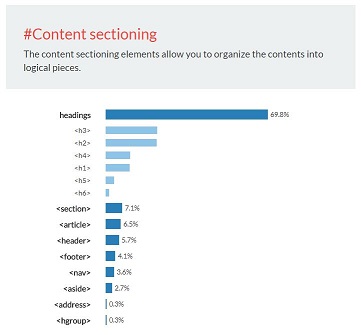 #Content sectioning
The content sectioning elements allow you to organize the contents into
logical pieces.
headings 69.8%
<h3>
<h2>
<h4>
<h1>
<h5>
<h6>
<section> 7.1%
<article> 6.5%
<header> 5.7%
<footer> 4.1%
<nav> 3.6%
<aside> 2.7%
<address> 0.3%
<hgroup> 0.3%